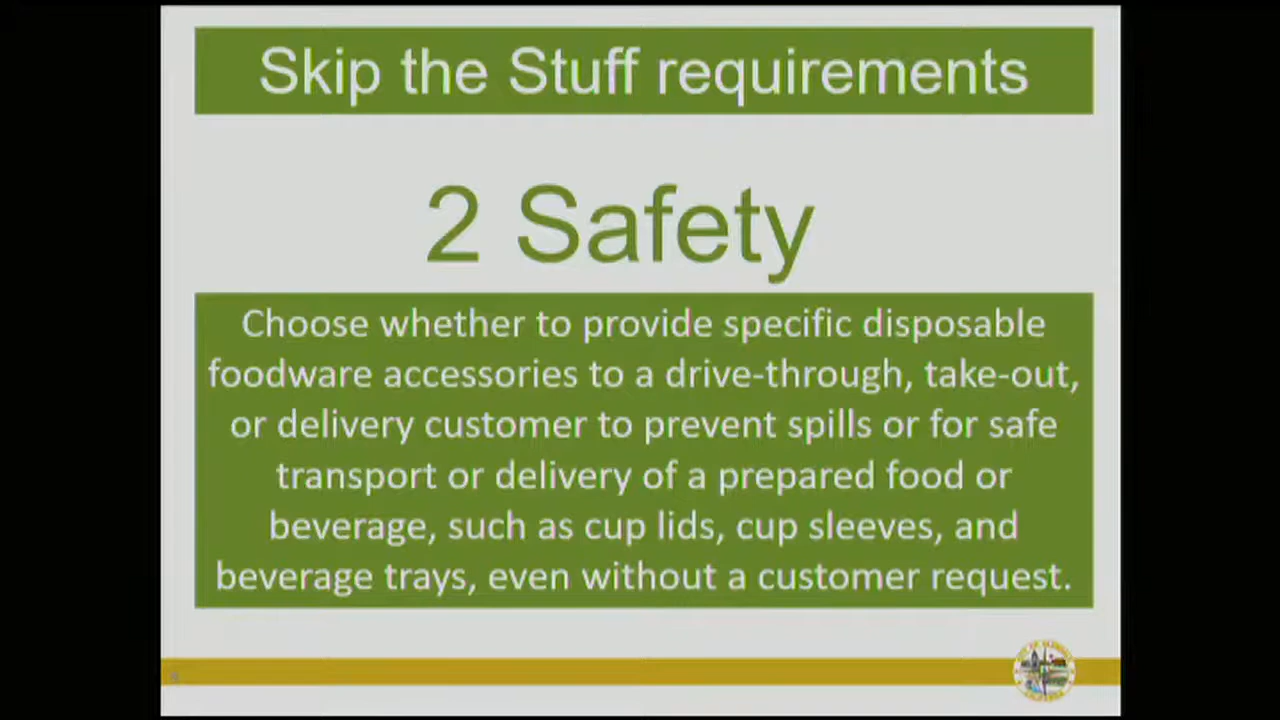 Skip the Stuff requirements
2 Safety
Choose whether to provide specific disposable
foodware accessories to a drive-through, take-out,
or delivery customer to prevent spills or for safe
transport or delivery of a prepared food or
beverage, such as cup lids, cup sleeves, and
beverage trays, even without a customer request.